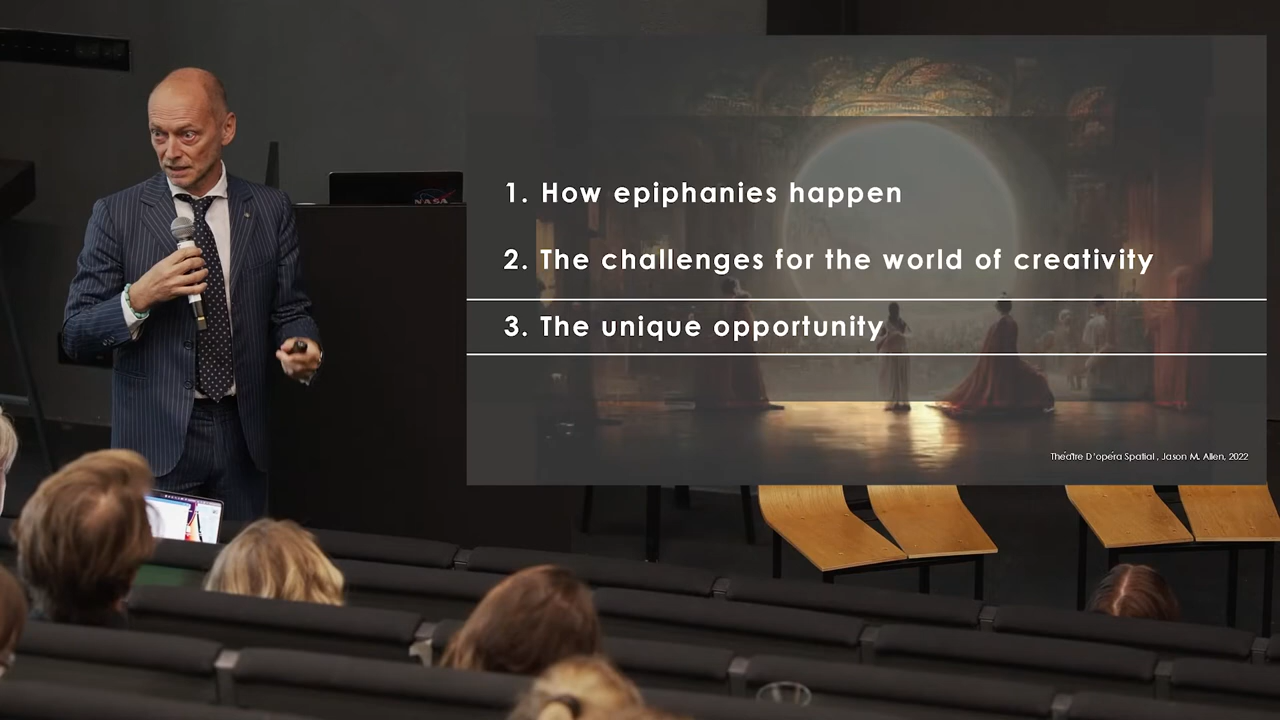 NASA
1. How epiphanies happen
2. The challenges for the world of creativity
3. The unique opportunity
Théâtre D'opéra Spatial , Jason M. Allen, 2022